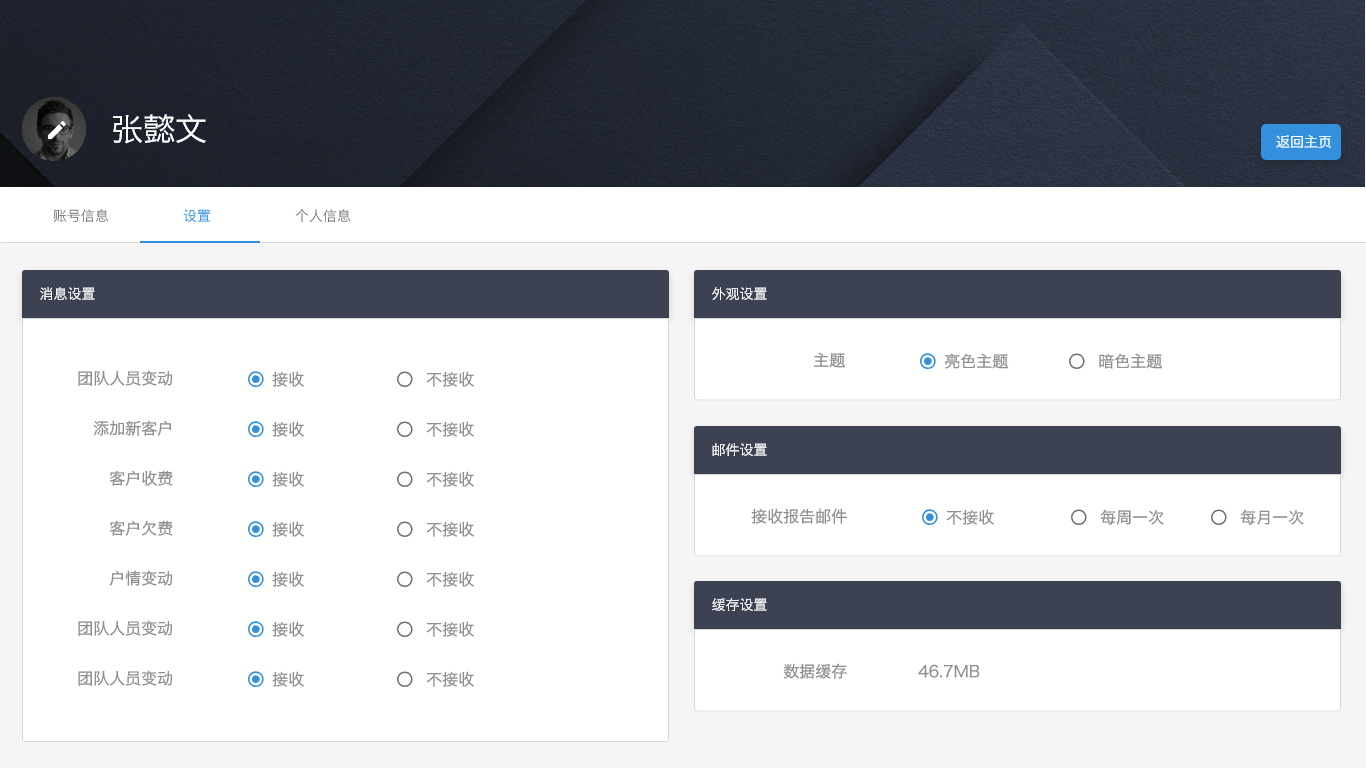 张懿文
返回主页
账号信息 设置 个人信息
消息设置
团队人员变动 接收 不接收
添加新客户 接收 不接收
客户收费 接收 不接收
客户欠费 接收 不接收
户情变动 接收 不接收
团队人员变动 接收 不接收
团队人员变动 接收 不接收
外观设置
主题 亮色主题 暗色主题
邮件设置
接收报告邮件 不接收 每周一次 每月一次
缓存设置
数据缓存 46.7MB